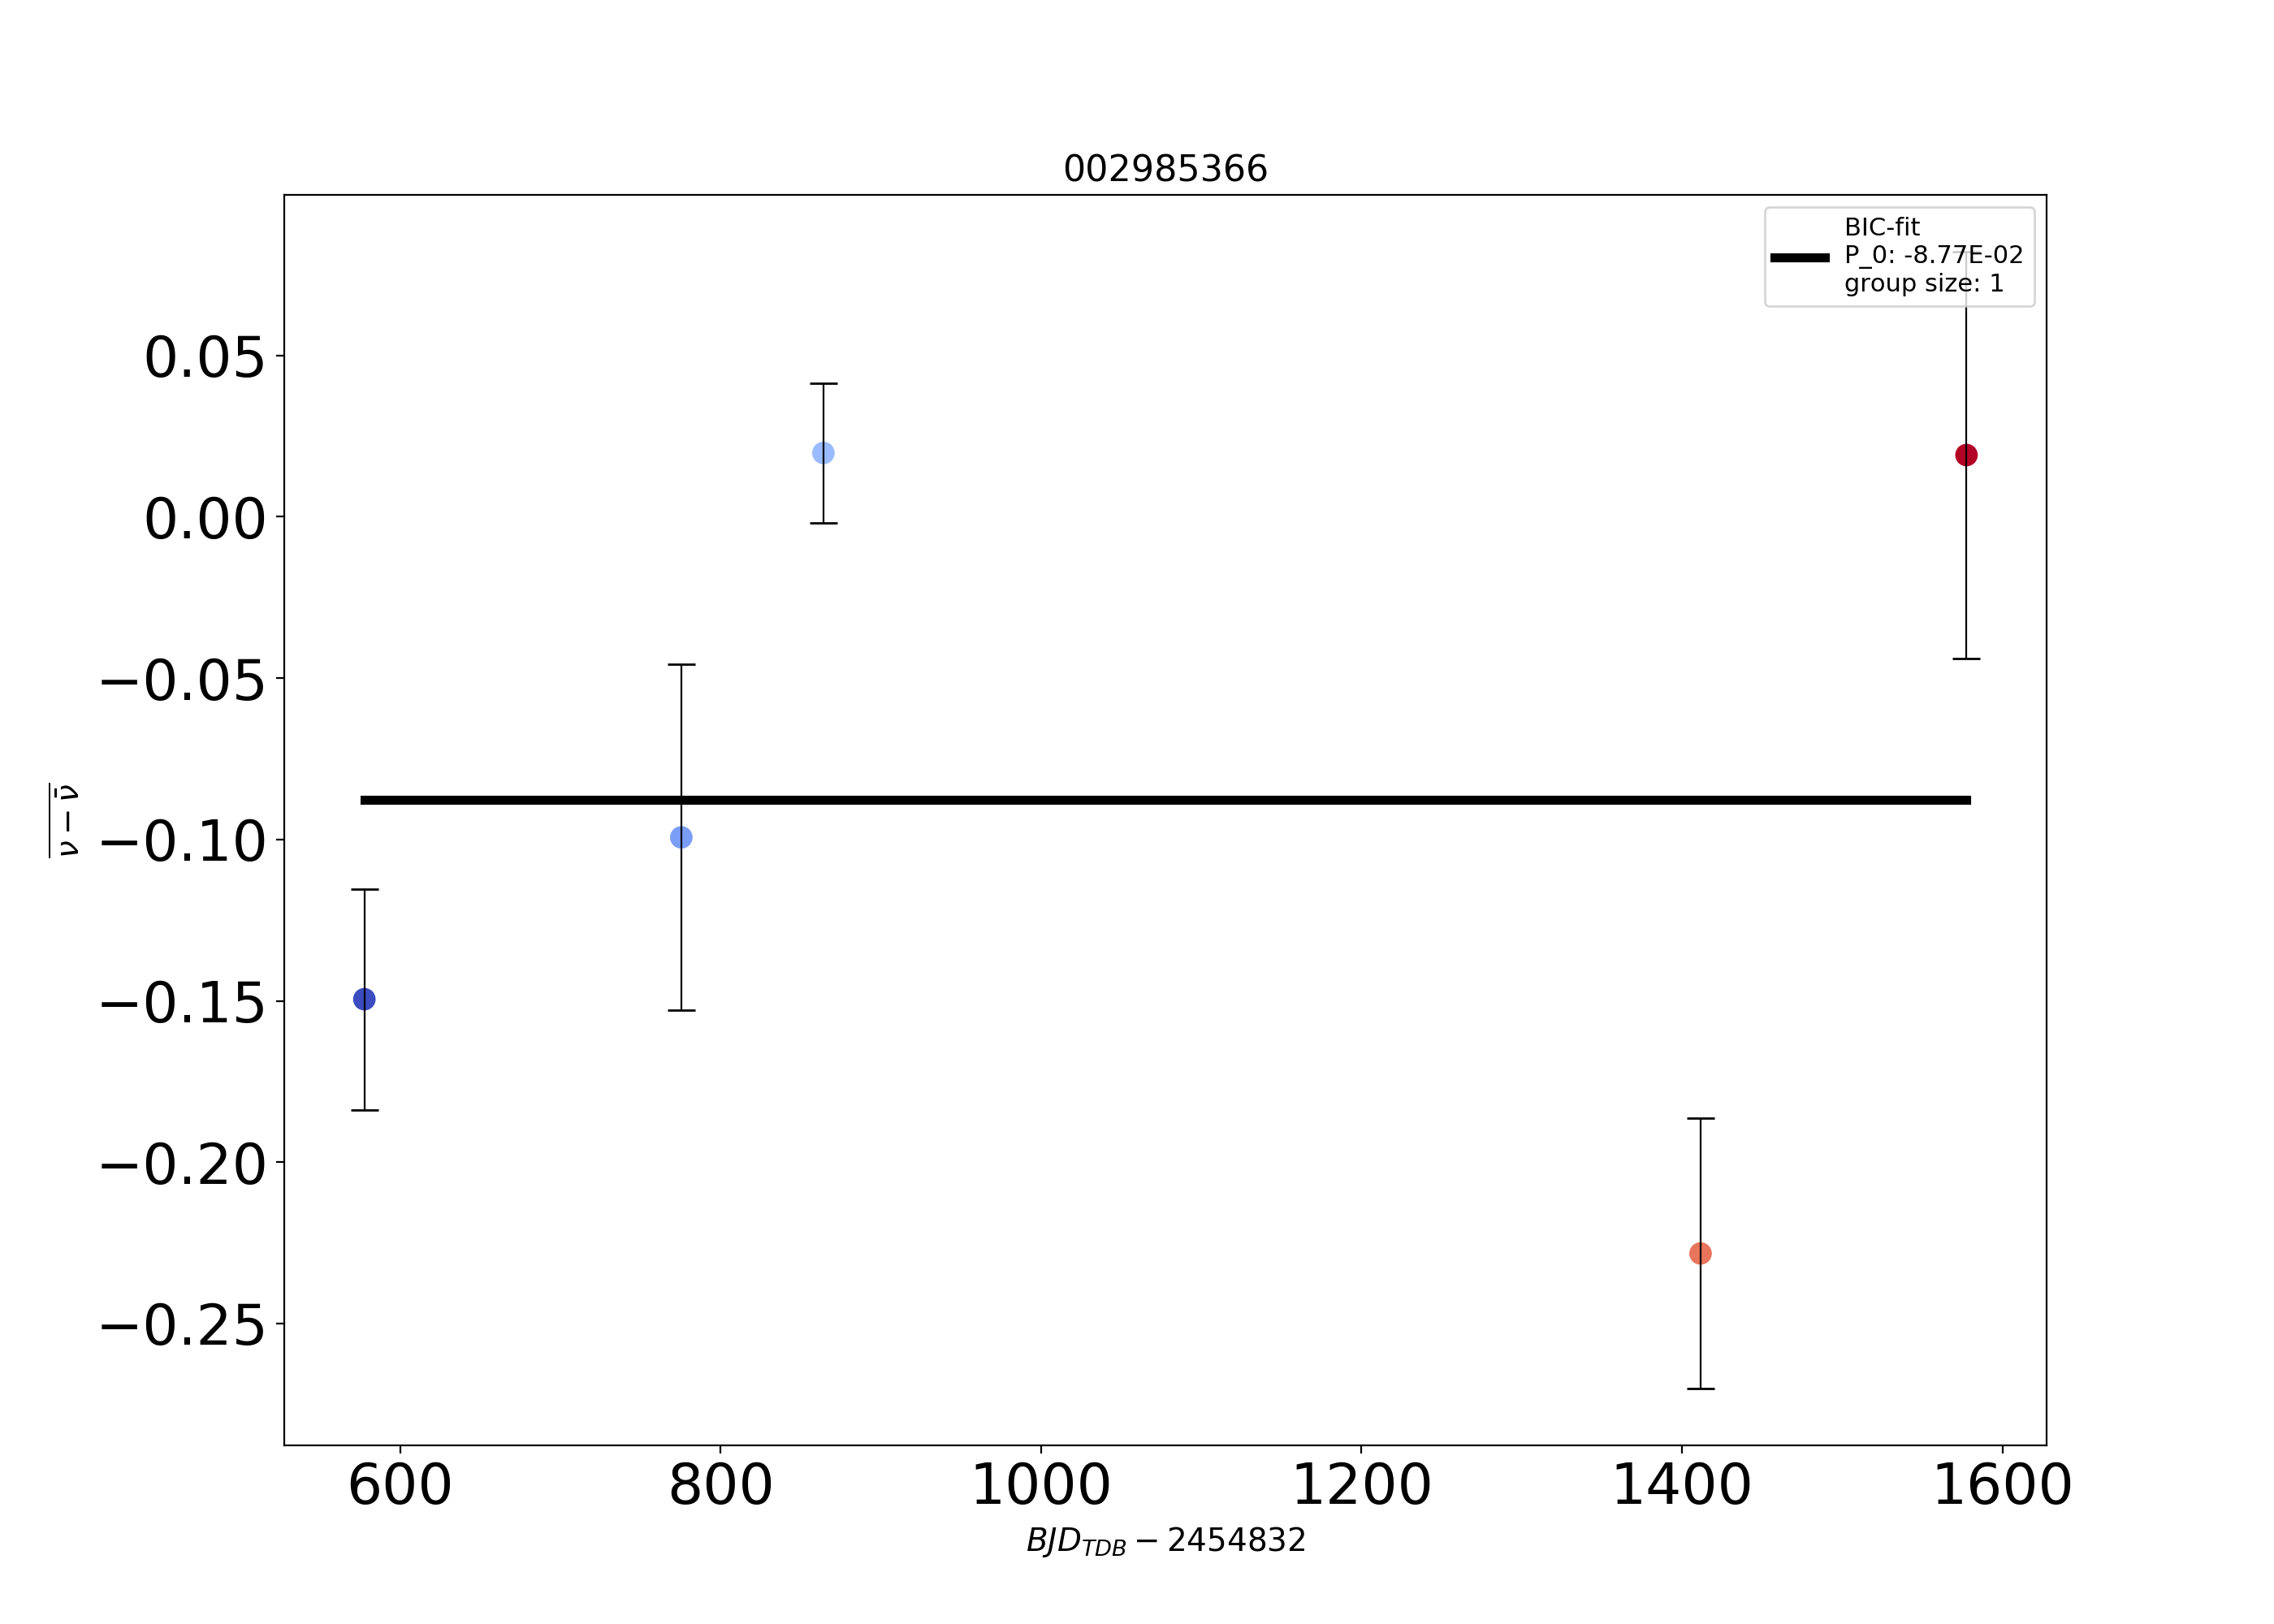 002985366
BIC-fit
P_0: -8.77E-02
group size: 1
0.05
0.00
−0.05
−0.10
−0.15
−0.20
−0.25
ν − ν̄
600 800 1000 1200 1400 1600
BJD_TDB − 2454832